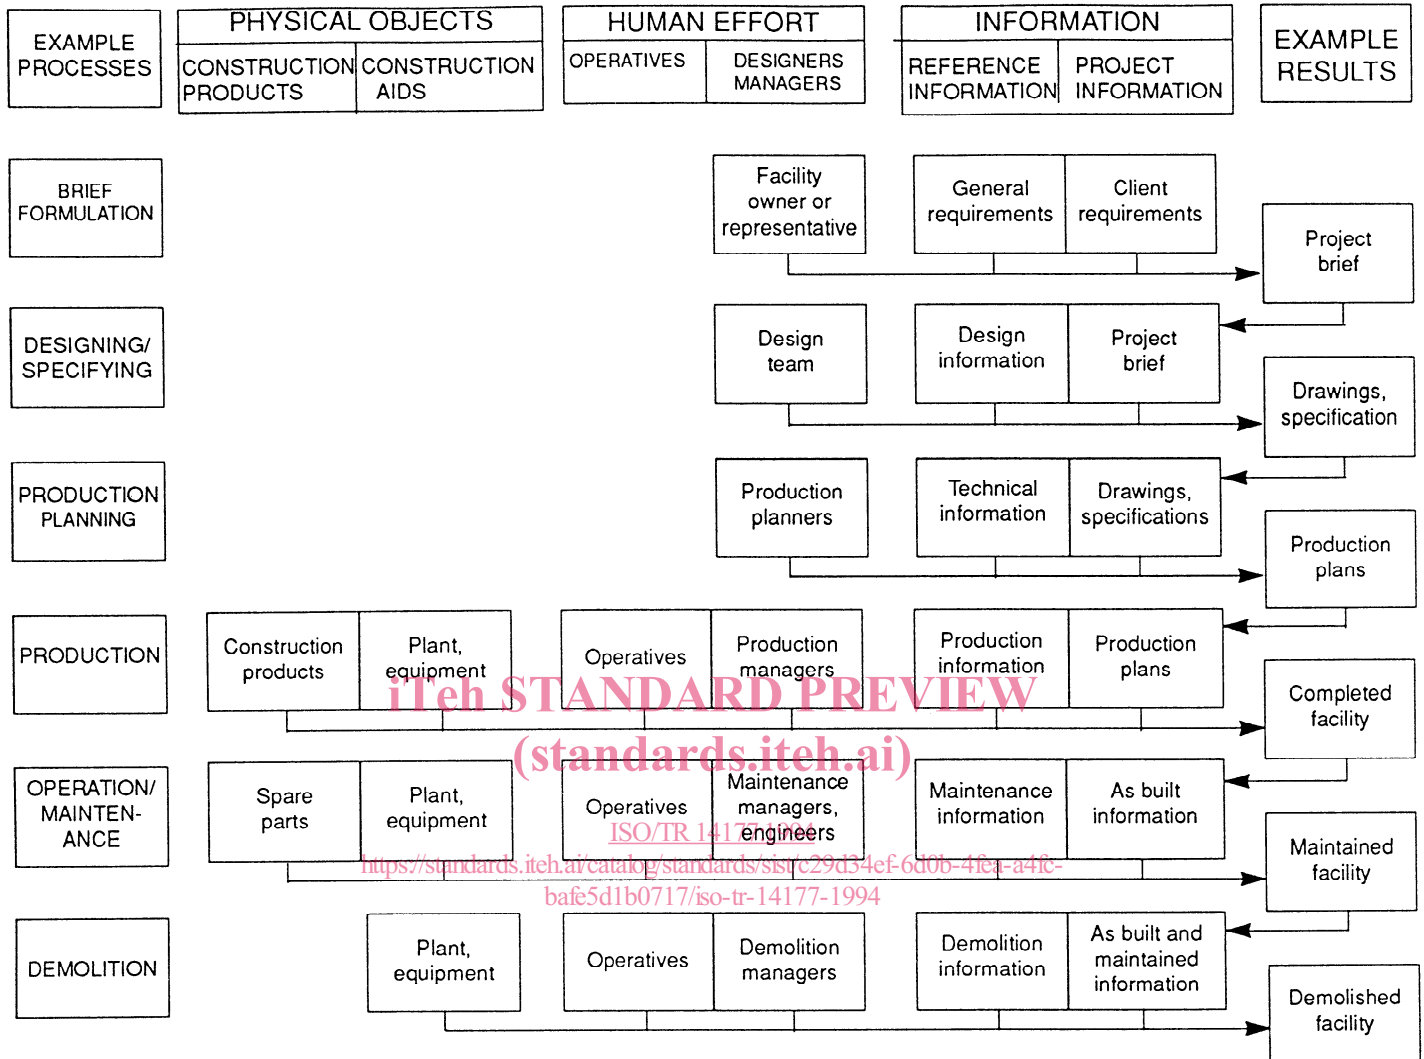 EXAMPLE
PROCESSES
PHYSICAL OBJECTS
CONSTRUCTION
PRODUCTS
CONSTRUCTION
AIDS
HUMAN EFFORT
OPERATIVES
DESIGNERS
MANAGERS
INFORMATION
REFERENCE
INFORMATION
PROJECT
INFORMATION
EXAMPLE
RESULTS
BRIEF
FORMULATION
Facility
owner or
representative
General
requirements
Client
requirements
Project
brief
DESIGNING/
SPECIFYING
Design
team
Design
information
Project
brief
Drawings,
specification
PRODUCTION
PLANNING
Production
planners
Technical
information
Drawings,
specifications
Production
plans
PRODUCTION
Construction
products
Plant,
equipment
Operatives
Production
managers
Production
information
Production
plans
Completed
facility
iTeh STANDARD PREVIEW
(standards.iteh.ai)
OPERATION/
MAINTEN-
ANCE
Spare
parts
Plant,
equipment
Operatives
Maintenance
managers,
engineers
Maintenance
information
As built
information
Maintained
facility
ISO/TR 14177:1994
https://standards.iteh.ai/catalog/standards/sist/c29d34ef-6d0b-4fea-a4fc-
bafe5d1b0717/iso-tr-14177-1994
DEMOLITION
Plant,
equipment
Operatives
Demolition
managers
Demolition
information
As built and
maintained
information
Demolished
facility